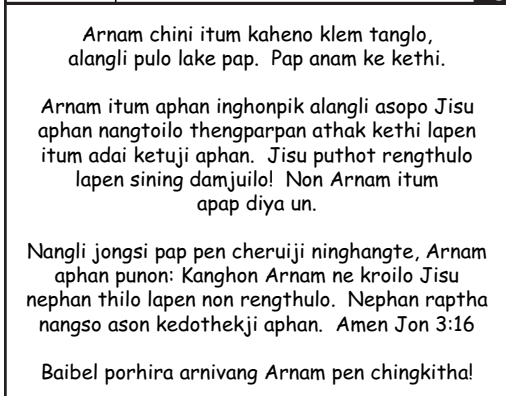 Arnam chini itum kaheno klem tanglo,
alangli pulo lake pap. Pap anam ke kethi.
Arnam itum aphan inghonpik alangli asopo Jisu
aphan nangtoilo thengparpan athak kethi lapen
itum adai ketuji aphan. Jisu puthot rengthulo
lapen sining damjuilo! Non Arnam itum
apap diya un.
Nangli jongsi pap pen cheruiji ninghangte, Arnam
aphan punon: Kanghon Arnam ne kroilo Jisu
nephan thilo lapen non rengthulo. Nephan raptha
nangso ason kedothekji aphan. Amen Jon 3:16
Baibel porhira arnivang Arnam pen chingkitha!